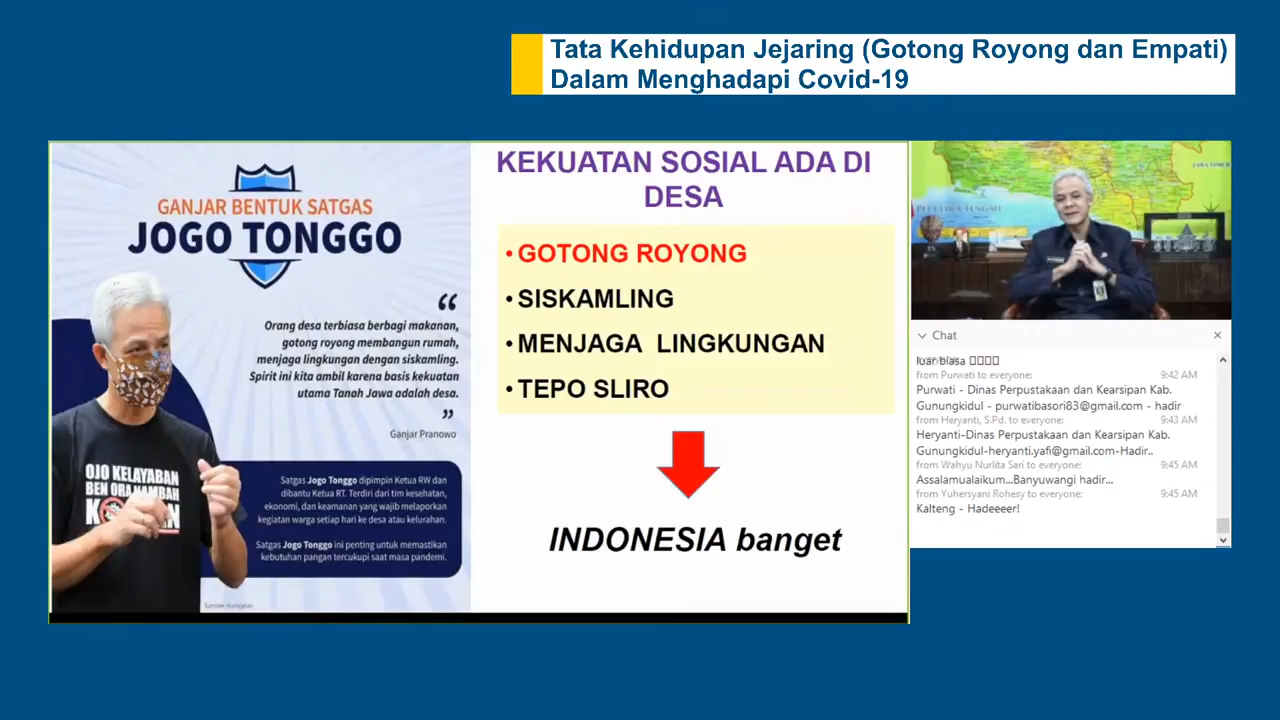 Tata Kehidupan Jejaring (Gotong Royong dan Empati)
Dalam Menghadapi Covid-19
GANJAR BENTUK SATGAS
JOGO TONGGO
“
Orang desa terbiasa berbagi makanan,
gotong royong membangun rumah,
menjaga lingkungan dengan siskamling.
Spirit ini kita ambil karena basis kekuatan
utama Tanah Jawa adalah desa.
”
Ganjar Pranowo
OJO KELAYABAN
BEN ORA
Satgas Jogo Tonggo dipimpin Ketua RW dan
dibantu Ketua RT. Terdiri dari tim kesehatan,
ekonomi, dan keamanan yang wajib melaporkan
kegiatan warga setiap hari ke desa atau kelurahan.
Satgas Jogo Tonggo ini penting untuk memastikan
kebutuhan pangan tercukupi saat masa pandemi.
KEKUATAN SOSIAL ADA DI
DESA
• GOTONG ROYONG
• SISKAMLING
• MENJAGA LINGKUNGAN
• TEPO SLIRO
INDONESIA banget
JAWA TIMUR
PETA JAWA TENGAH
Chat
luar biasa
from Purwati to everyone: 9:42 AM
Purwati - Dinas Perpustakaan dan Kearsipan Kab.
Gunungkidul - purwatibasori83@gmail.com - hadir
from Heryanti, S.Pd. to everyone: 9:43 AM
Heryanti-Dinas Perpustakaan dan Kearsipan Kab.
Gunungkidul-heryanti.yafi@gmail.com-Hadir..
from Wahyu Nurlita Sari to everyone: 9:45 AM
Assalamualaikum...Banyuwangi hadir...
from Yuhersyani Rohesy to everyone: 9:45 AM
Kalteng - Hadeeeer!